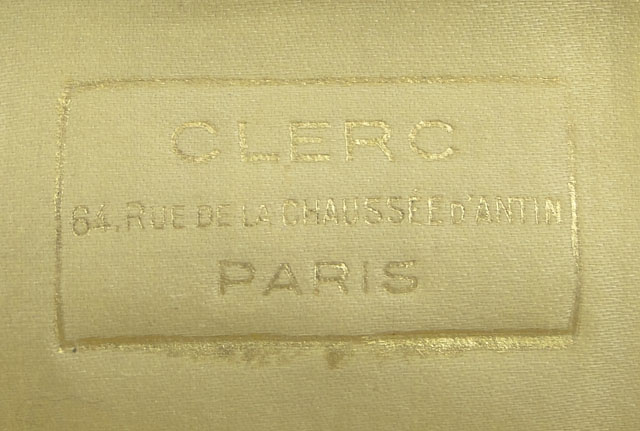 CLERC
64, RUE DE LA CHAUSSÉE D'ANTIN
PARIS